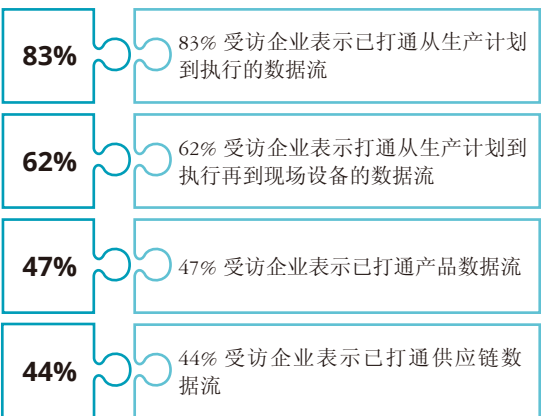 83%
83% 受访企业表示已打通从生产计划
到执行的数据流
62%
62% 受访企业表示打通从生产计划到
执行再到现场设备的数据流
47%
47% 受访企业表示已打通产品数据流
44%
44% 受访企业表示已打通供应链数
据流